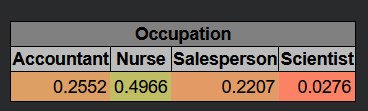 Occupation
Accountant Nurse Salesperson Scientist
0.2552 0.4966 0.2207 0.0276